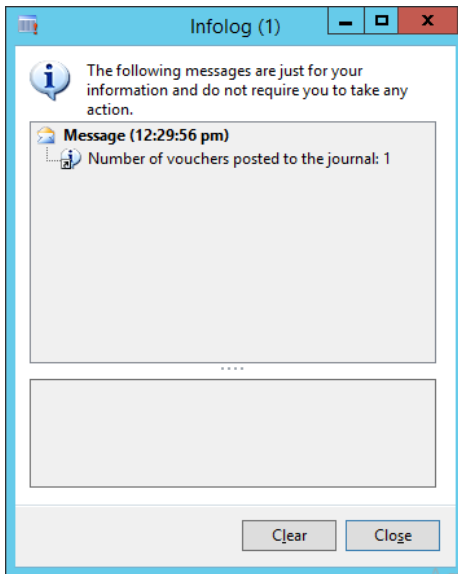 Infolog (1)
The following messages are just for your
information and do not require you to take any
action.
Message (12:29:56 pm)
Number of vouchers posted to the journal: 1
Clear
Close